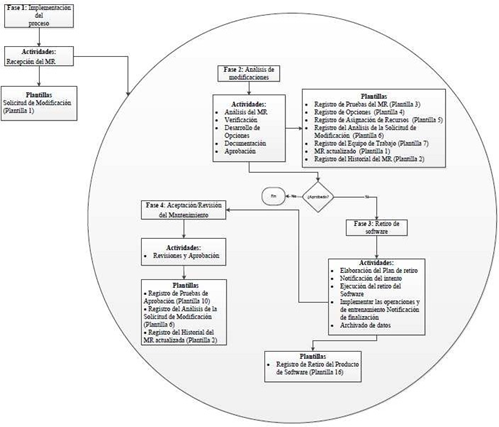 Fase 1: Implementación
del
proceso
Actividades:
Recepción del MR
Plantillas
Solicitud de Modificación
(Plantilla 1)
Fase 2: Análisis de
modificaciones
Actividades:
• Análisis del MR
• Verificación
• Desarrollo de
Opciones
• Documentación
• Aprobación
Plantillas
• Registro de Pruebas del MR (Plantilla 3)
• Registro de Opciones (Plantilla 4)
• Registro de Asignación de Recursos (Plantilla 5)
• Registro del Análisis de la Solicitud de
Modificación (Plantilla 6)
• Registro del Equipo de Trabajo (Plantilla 7)
• MR actualizado (Plantilla 1)
• Registro del Historial del MR (Plantilla 2)
Fin
No
¿Aprobado?
Si
Fase 4: Aceptación/Revisión
del Mantenimiento
Actividades:
• Revisiones y Aprobación
Plantillas
• Registro de Pruebas de
Aprobación (Plantilla 10)
• Registro del Análisis de la
Solicitud de Modificación
(Plantilla 6)
• Registro del Historial del
MR actualizada (Plantilla 2)
Fase 3: Retiro de
software
Actividades:
• Elaboración del Plan de retiro
• Notificación del intento
• Ejecución del retiro del
Software
• Implementar las operaciones y
de entrenamiento Notificación
de finalización
• Archivado de datos
Plantillas
• Registro de Retiro del Producto
de Software (Plantilla 16)